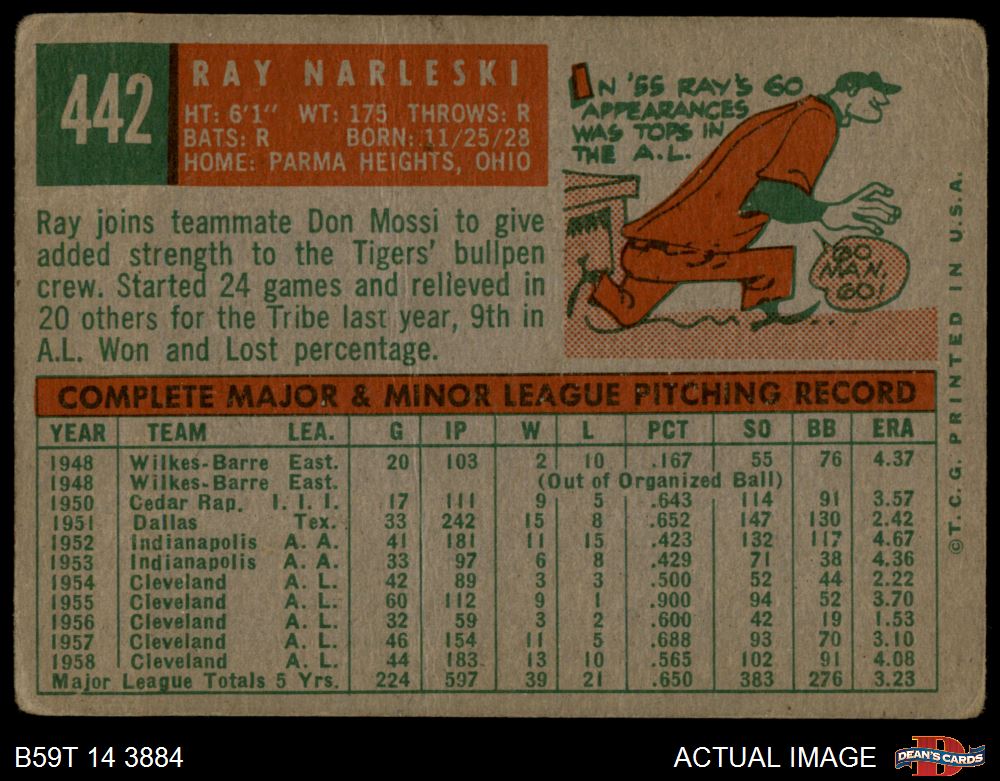 442
RAY NARLESKI
HT: 6'1" WT: 175 THROWS: R
BATS: R BORN: 11/25/28
HOME: PARMA HEIGHTS, OHIO
IN '55 RAY'S 60
APPEARANCES
WAS TOPS IN
THE A.L.
GO
MAN,
GO!
Ray joins teammate Don Mossi to give
added strength to the Tigers' bullpen
crew. Started 24 games and relieved in
20 others for the Tribe last year, 9th in
A.L. Won and Lost percentage.
COMPLETE MAJOR & MINOR LEAGUE PITCHING RECORD
YEAR TEAM LEA. G IP W L PCT SO BB ERA
1948 Wilkes-Barre East. 20 103 2 10 .167 55 76 4.37
1948 Wilkes-Barre East. (Out of Organized Ball)
1950 Cedar Rap. I. I. I. 17 111 9 5 .643 114 91 3.57
1951 Dallas Tex. 33 242 15 8 .652 147 130 2.42
1952 Indianapolis A. A. 41 181 11 15 .423 132 117 4.67
1953 Indianapolis A. A. 33 97 6 8 .429 71 38 4.36
1954 Cleveland A. L. 42 89 3 3 .500 52 44 2.22
1955 Cleveland A. L. 60 112 9 1 .900 94 52 3.70
1956 Cleveland A. L. 32 59 3 2 .600 42 19 1.53
1957 Cleveland A. L. 46 154 11 5 .688 93 70 3.10
1958 Cleveland A. L. 44 183 13 10 .565 102 91 4.08
Major League Totals 5 Yrs. 224 597 39 21 .650 383 276 3.23
©T.C.G. PRINTED IN U.S.A.
B59T 14 3884
ACTUAL IMAGE
D
DEAN'S CARDS